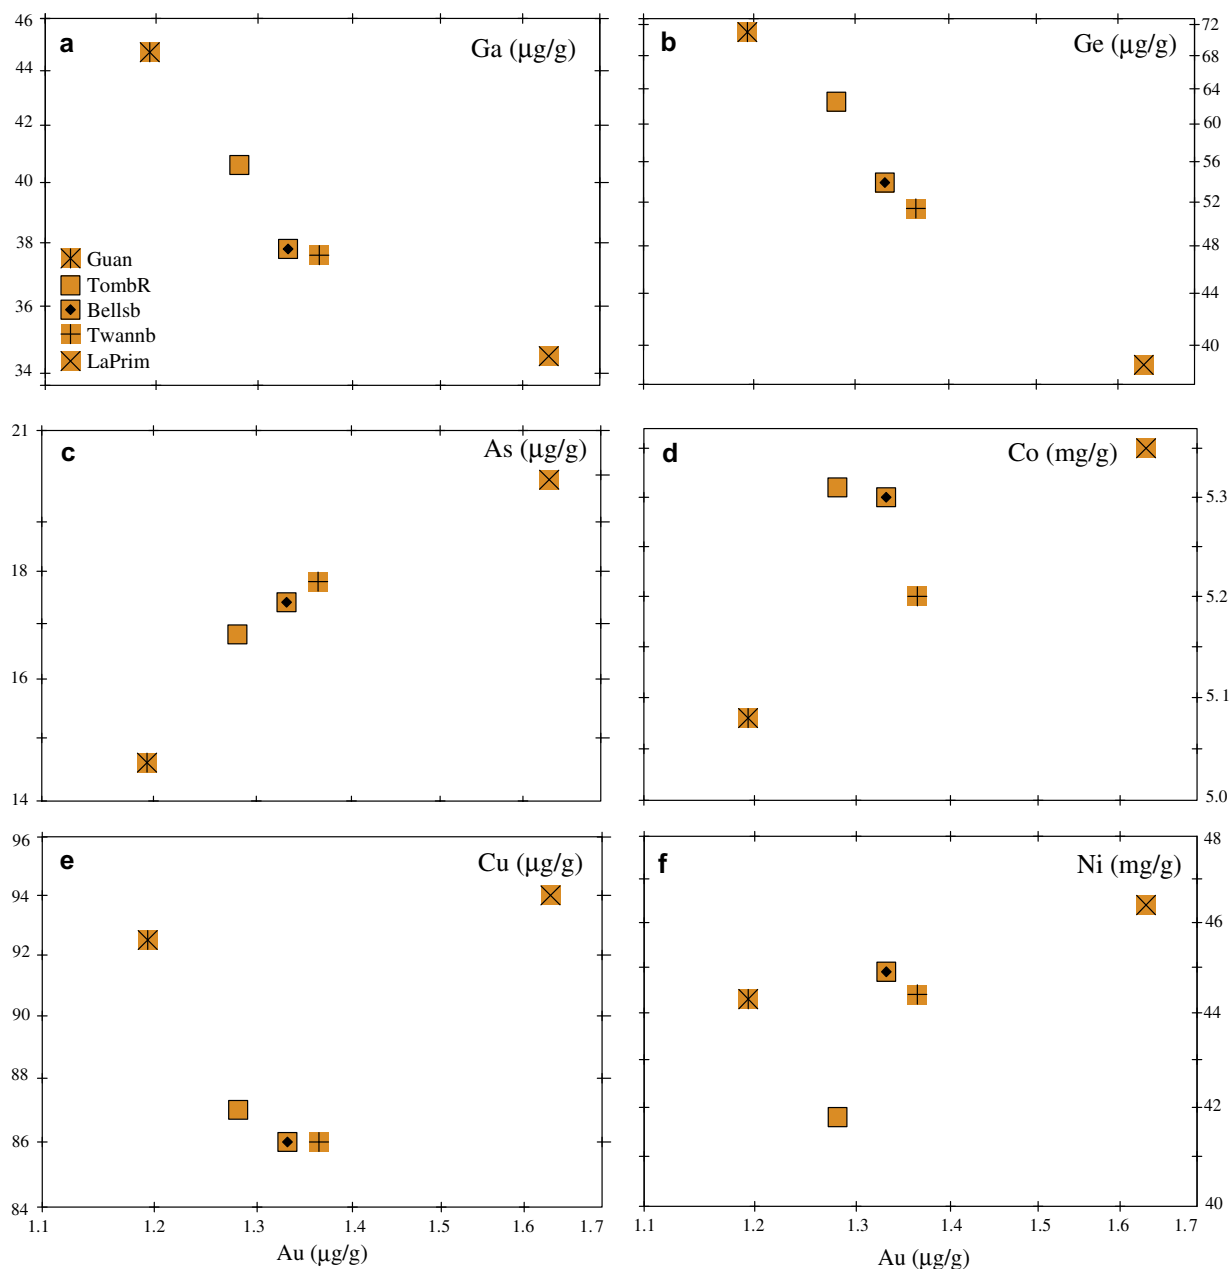 46
a
Ga (µg/g)
44
42
40
38
36
34
Guan
TombR
Bellsb
Twannb
LaPrim
b
Ge (µg/g)
72
68
64
60
56
52
48
44
40
21
c
As (µg/g)
18
16
14
d
Co (mg/g)
5.3
5.2
5.1
5.0
96
e
Cu (µg/g)
94
92
90
88
86
84
1.1
1.2
1.3
1.4
1.5
1.6
1.7
Au (µg/g)
f
Ni (mg/g)
48
46
44
42
40
1.1
1.2
1.3
1.4
1.5
1.6
1.7
Au (µg/g)